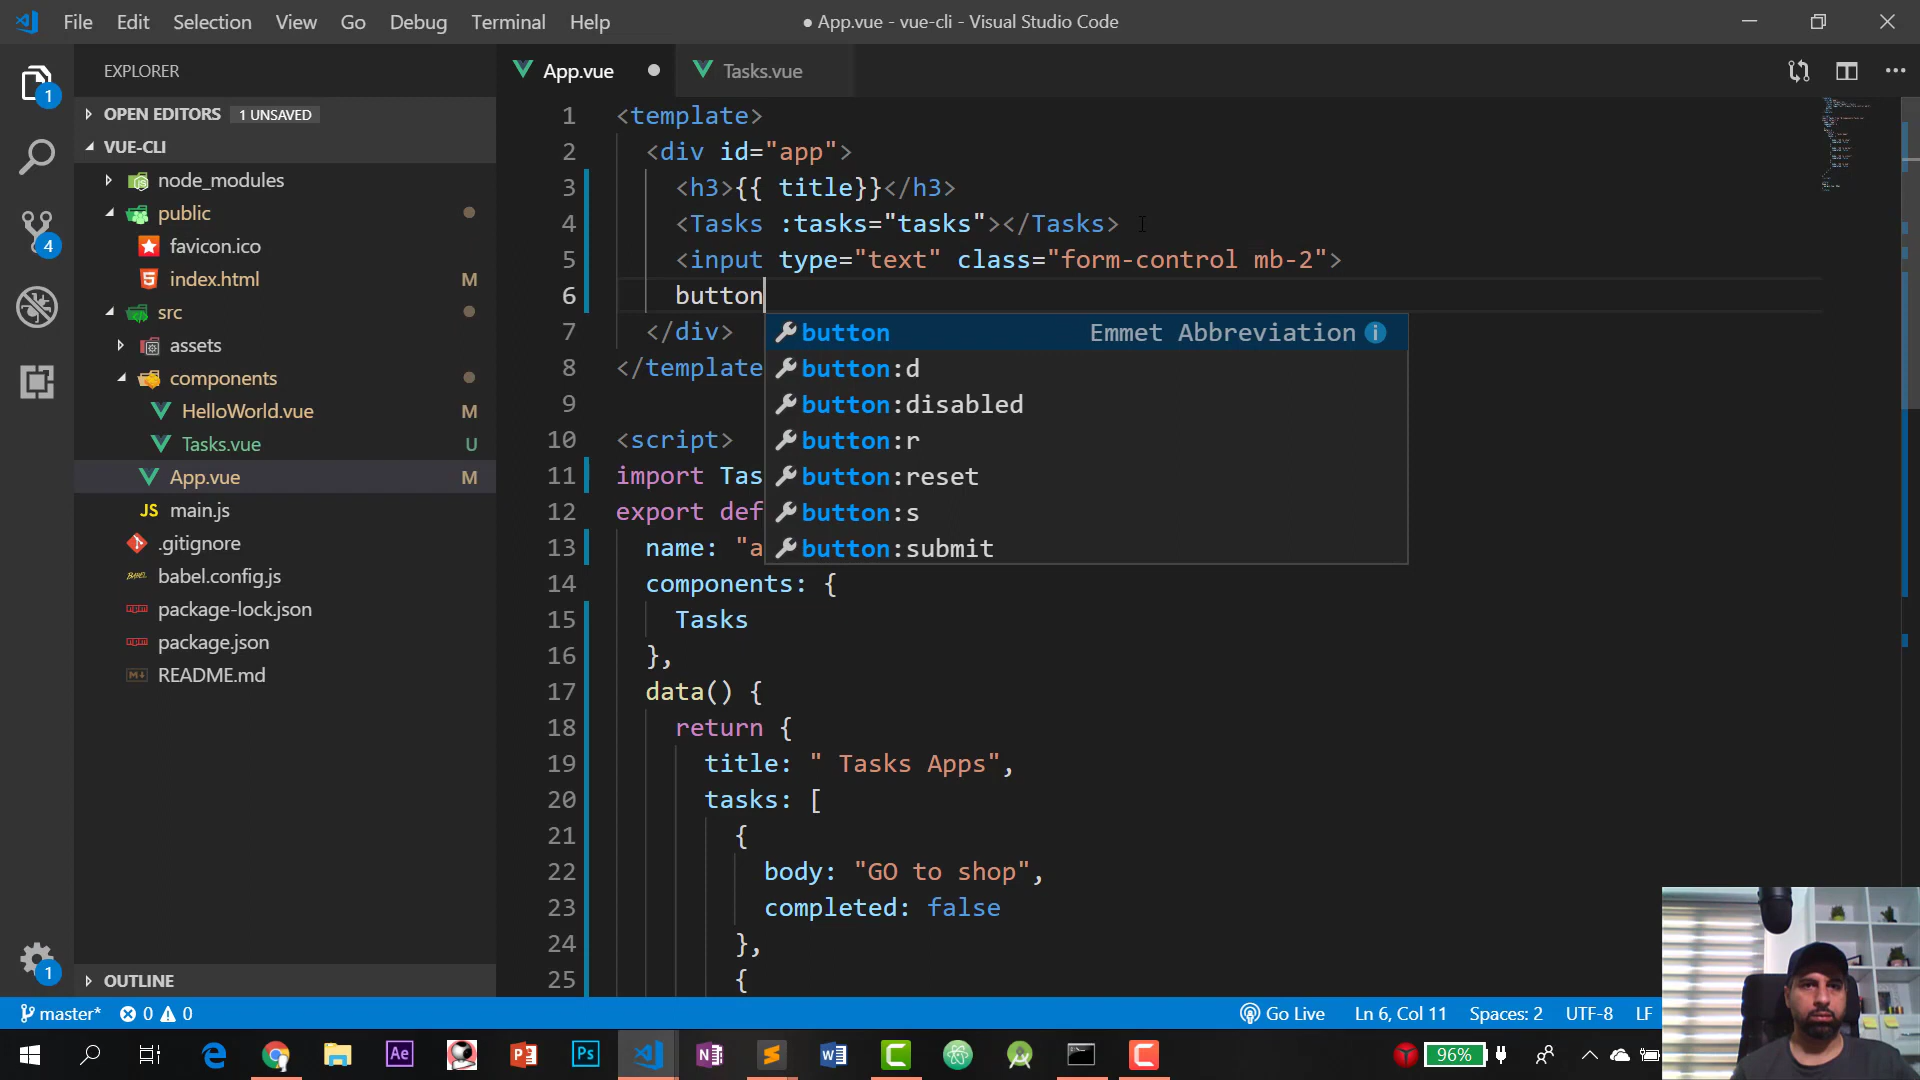 File Edit Selection View Go Debug Terminal Help
● App.vue - vue-cli - Visual Studio Code
EXPLORER
OPEN EDITORS 1 UNSAVED
VUE-CLI
node_modules
public
favicon.ico
index.html M
src
assets
components
HelloWorld.vue M
Tasks.vue U
App.vue M
JS main.js
.gitignore
babel.config.js
package-lock.json
package.json
README.md
OUTLINE
1
4
1
App.vue ●
Tasks.vue
1 <template>
2 <div id="app">
3 <h3>{{ title}}</h3>
4 <Tasks :tasks="tasks"></Tasks>
5 <input type="text" class="form-control mb-2">
6 button
7 </div>
8 </template
9
10 <script>
11 import Tas
12 export def
13 name: "a
14 components: {
15 Tasks
16 },
17 data() {
18 return {
19 title: " Tasks Apps",
20 tasks: [
21 {
22 body: "GO to shop",
23 completed: false
24 },
25 {
button Emmet Abbreviation
button:d
button:disabled
button:r
button:reset
button:s
button:submit
master* 0 0
Go Live Ln 6, Col 11 Spaces: 2 UTF-8 LF
Ae Ps
96%